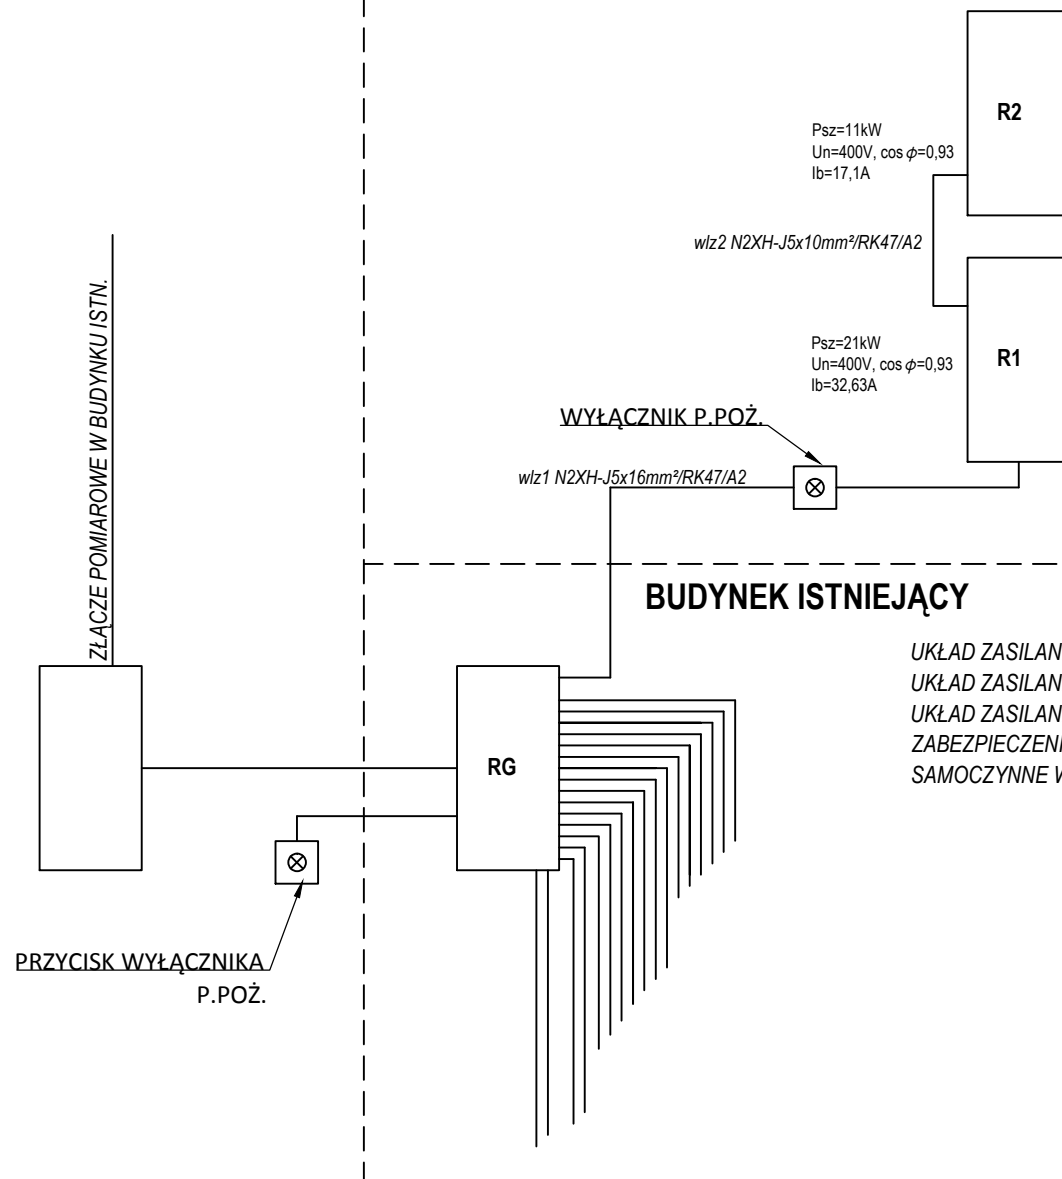 R2
Psz=11kW
Un=400V, cos φ=0,93
Ib=17,1A
wlz2 N2XH-J5x10mm²/RK47/A2
ZŁĄCZE POMIAROWE W BUDYNKU ISTN.
Psz=21kW
Un=400V, cos φ=0,93
Ib=32,63A
R1
WYŁĄCZNIK P.POŻ.
wlz1 N2XH-J5x16mm²/RK47/A2
BUDYNEK ISTNIEJĄCY
UKŁAD ZASILAN
UKŁAD ZASILAN
UKŁAD ZASILAN
ZABEZPIECZENI
SAMOCZYNNE W
RG
PRZYCISK WYŁĄCZNIKA
P.POŻ.